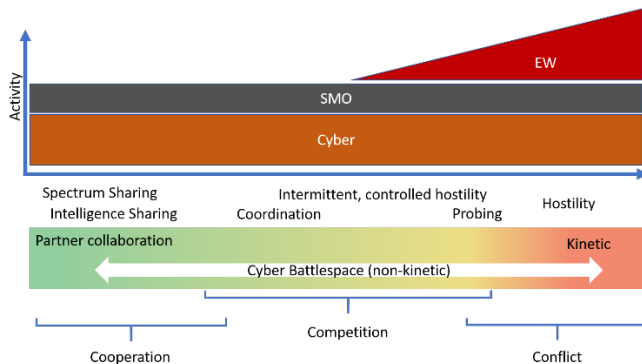 Activity
EW
SMO
Cyber
Spectrum Sharing
Intelligence Sharing
Coordination
Intermittent, controlled hostility
Probing
Hostility
Partner collaboration
Kinetic
Cyber Battlespace (non-kinetic)
Cooperation
Competition
Conflict